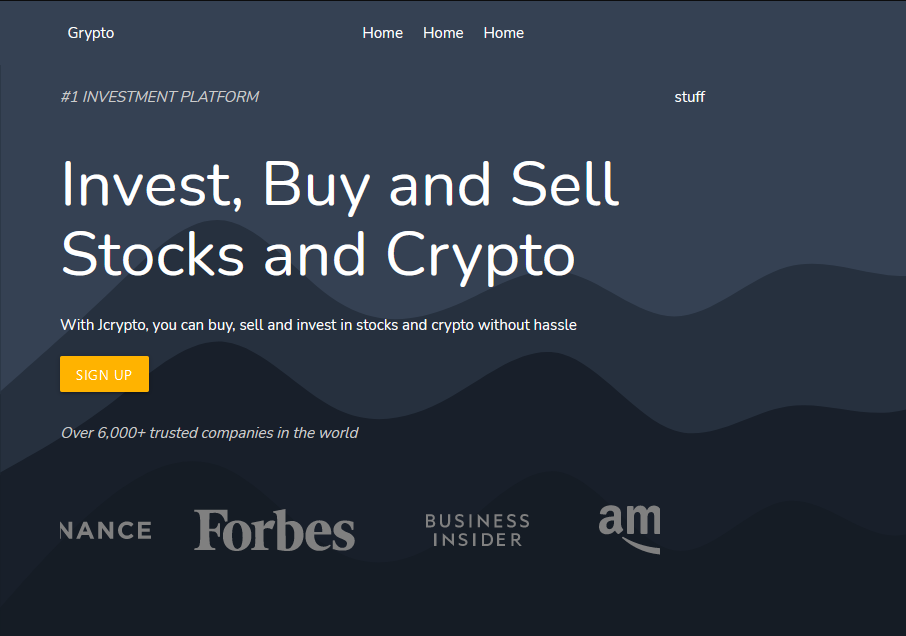 Grypto
Home Home Home
#1 INVESTMENT PLATFORM
stuff
Invest, Buy and Sell
Stocks and Crypto
With Jcrypto, you can buy, sell and invest in stocks and crypto without hassle
SIGN UP
Over 6,000+ trusted companies in the world
NANCE
Forbes
BUSINESS
INSIDER
am